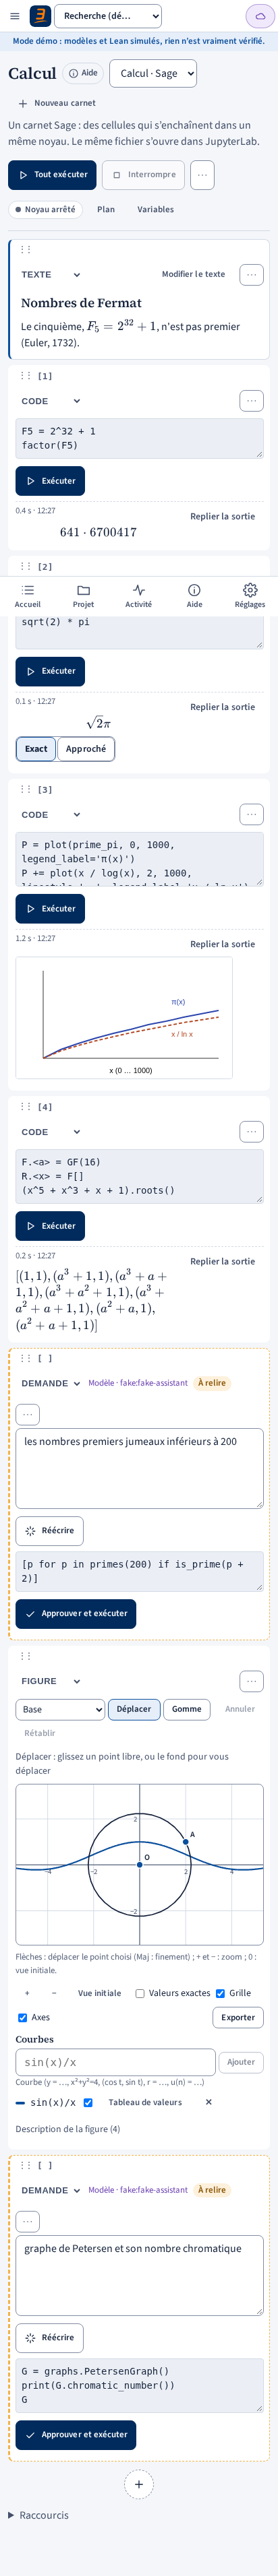 Recherche (dé...
Mode démo : modèles et Lean simulés, rien n'est vraiment vérifié.
Calcul
Aide
Calcul · Sage
Nouveau carnet
Un carnet Sage : des cellules qui s'enchaînent dans un
même noyau. Le même fichier s'ouvre dans JupyterLab.
Tout exécuter
Interrompre
Noyau arrêté
Plan
Variables
TEXTE
Modifier le texte
Nombres de Fermat
Le cinquième, F₅ = 2³² + 1, n'est pas premier
(Euler, 1732).
[1]
CODE
F5 = 2^32 + 1
factor(F5)
Exécuter
0.4 s · 12:27
Replier la sortie
641 · 6700417
[2]
Accueil
Projet
Activité
Aide
Réglages
sqrt(2) * pi
Exécuter
0.1 s · 12:27
Replier la sortie
√2π
Exact
Approché
[3]
CODE
P = plot(prime_pi, 0, 1000,
legend_label='π(x)')
P += plot(x / log(x), 2, 1000,
Exécuter
1.2 s · 12:27
Replier la sortie
π(x)
x / ln x
x (0 … 1000)
[4]
CODE
F.<a> = GF(16)
R.<x> = F[]
(x^5 + x^3 + x + 1).roots()
Exécuter
0.2 s · 12:27
Replier la sortie
[(1, 1), (a³ + 1, 1), (a³ + a +
1, 1), (a³ + a² + 1, 1), (a³ +
a² + a + 1, 1), (a² + a, 1),
(a² + a + 1, 1)]
[ ]
DEMANDE
Modèle · fake:fake-assistant
À relire
les nombres premiers jumeaux inférieurs à 200
Réécrire
[p for p in primes(200) if is_prime(p +
2)]
Approuver et exécuter
FIGURE
Base
Déplacer
Gomme
Annuler
Rétablir
Déplacer : glissez un point libre, ou le fond pour vous
déplacer
2
A
O
−4
−2
2
4
−2
Flèches : déplacer le point choisi (Maj : finement) ; + et − : zoom ; 0 :
vue initiale.
+
−
Vue initiale
Valeurs exactes
Grille
Axes
Exporter
Courbes
sin(x)/x
Ajouter
Courbe (y = …, x²+y²=4, (cos t, sin t), r = …, u(n) = …)
sin(x)/x
Tableau de valeurs
×
Description de la figure (4)
[ ]
DEMANDE
Modèle · fake:fake-assistant
À relire
graphe de Petersen et son nombre chromatique
Réécrire
G = graphs.PetersenGraph()
print(G.chromatic_number())
G
Approuver et exécuter
+
Raccourcis